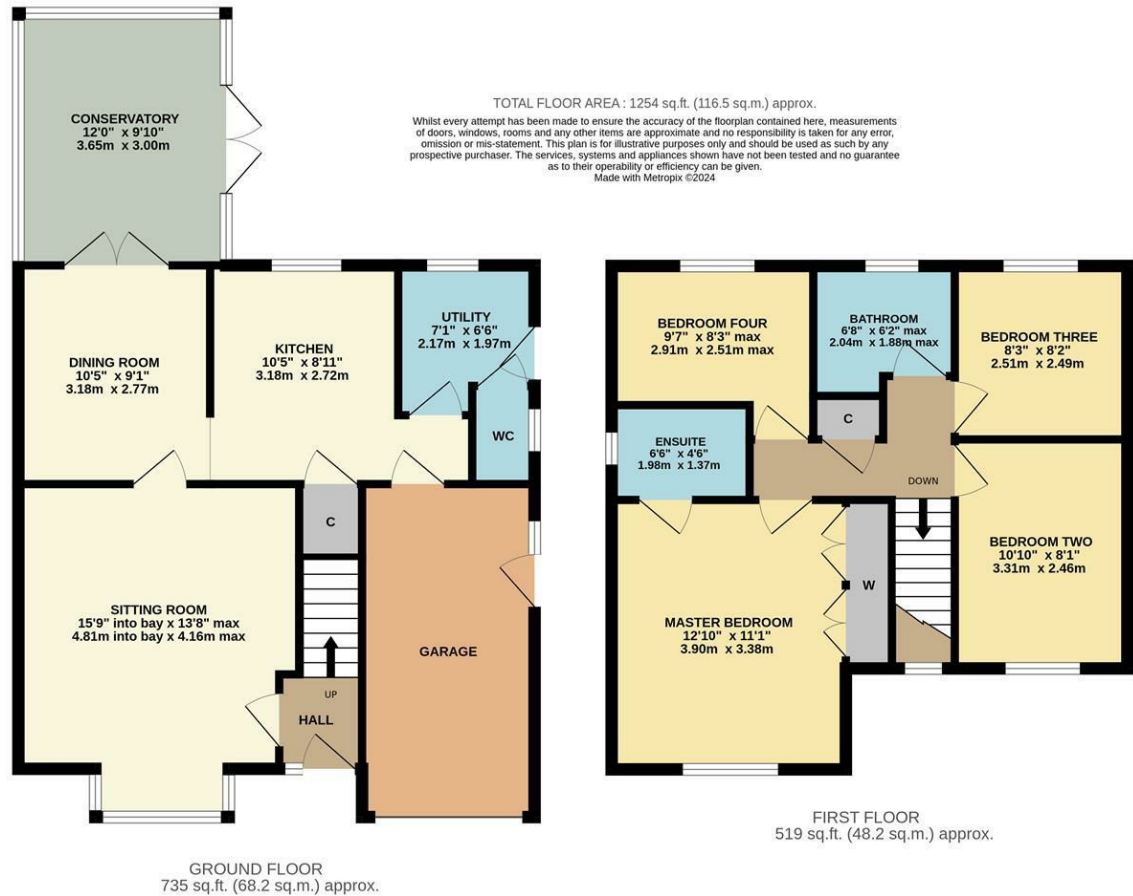 TOTAL FLOOR AREA : 1254 sq.ft. (116.5 sq.m.) approx.
Whilst every attempt has been made to ensure the accuracy of the floorplan contained here, measurements
of doors, windows, rooms and any other items are approximate and no responsibility is taken for any error,
omission or mis-statement. This plan is for illustrative purposes only and should be used as such by any
prospective purchaser. The services, systems and appliances shown have not been tested and no guarantee
as to their operability or efficiency can be given.
Made with Metropix ©2024
CONSERVATORY
12'0" x 9'10"
3.65m x 3.00m
DINING ROOM
10'5" x 9'1"
3.18m x 2.77m
KITCHEN
10'5" x 8'11
3.18m x 2.72m
UTILITY
7'1" x 6'6"
2.17m x 1.97m
WC
C
SITTING ROOM
15'9" into bay x 13'8" max
4.81m into bay x 4.16m max
UP
HALL
GARAGE
GROUND FLOOR
735 sq.ft. (68.2 sq.m.) approx.
BEDROOM FOUR
9'7" x 8'3" max
2.91m x 2.51m max
BATHROOM
6'8" x 6'2" max
2.04m x 1.88m max
BEDROOM THREE
8'3" x 8'2"
2.51m x 2.49m
C
ENSUITE
6'6" x 4'6"
1.98m x 1.37m
DOWN
BEDROOM TWO
10'10" x 8'1"
3.31m x 2.46m
W
MASTER BEDROOM
12'10" x 11'1"
3.90m x 3.38m
FIRST FLOOR
519 sq.ft. (48.2 sq.m.) approx.